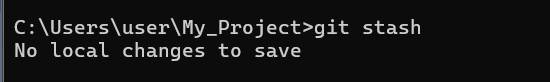 C:\Users\user\My_Project>git stash
No local changes to save